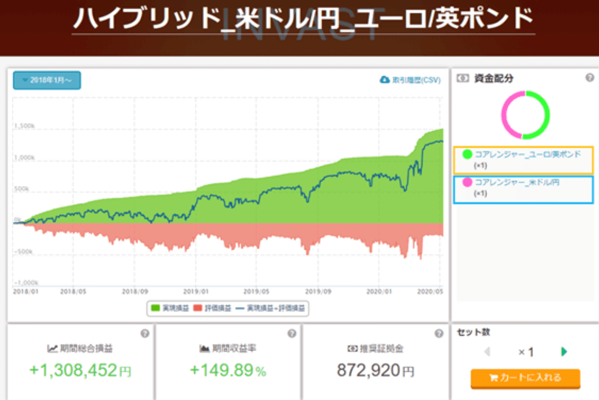 ハイブリッド_米ドル/円_ユーロ/英ポンド
INVAST
2018年1月~
取引履歴(CSV)
資金配分
コアレンジャー_ユーロ/英ポンド
(×1)
コアレンジャー_米ドル/円
(×1)
1,500k
1,000k
500k
0k
-500k
-1,000k
2018/01
2018/05
2018/09
2019/01
2019/05
2019/09
2020/01
2020/05
実現損益
評価損益
実現損益+評価損益
期間総合損益
+1,308,452円
期間収益率
+149.89%
推奨証拠金
872,920円
セット数
×1
カートに入れる